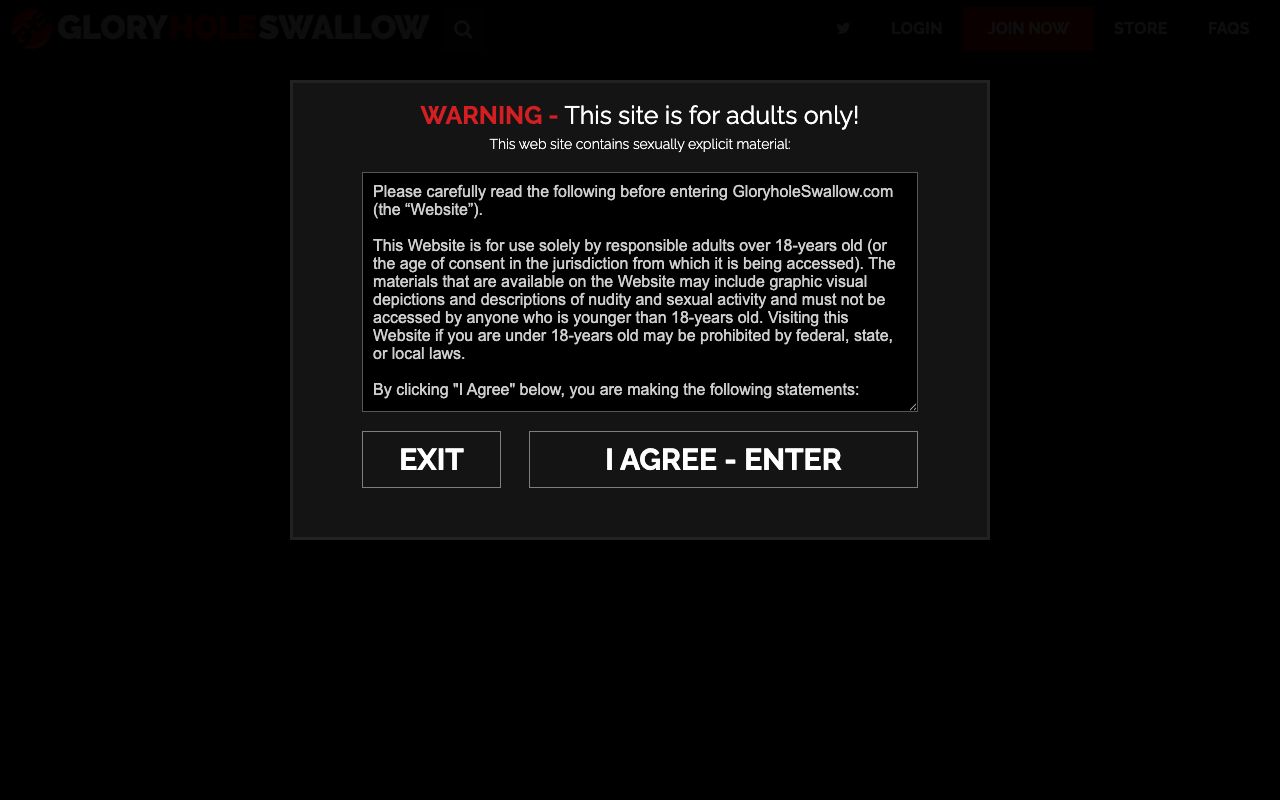 GLORYHOLESWALLOW
LOGIN
JOIN NOW
STORE
FAQS
WARNING - This site is for adults only!
This web site contains sexually explicit material:
Please carefully read the following before entering GloryholeSwallow.com
(the “Website”).
This Website is for use solely by responsible adults over 18-years old (or
the age of consent in the jurisdiction from which it is being accessed). The
materials that are available on the Website may include graphic visual
depictions and descriptions of nudity and sexual activity and must not be
accessed by anyone who is younger than 18-years old. Visiting this
Website if you are under 18-years old may be prohibited by federal, state,
or local laws.
By clicking "I Agree" below, you are making the following statements:
EXIT
I AGREE - ENTER